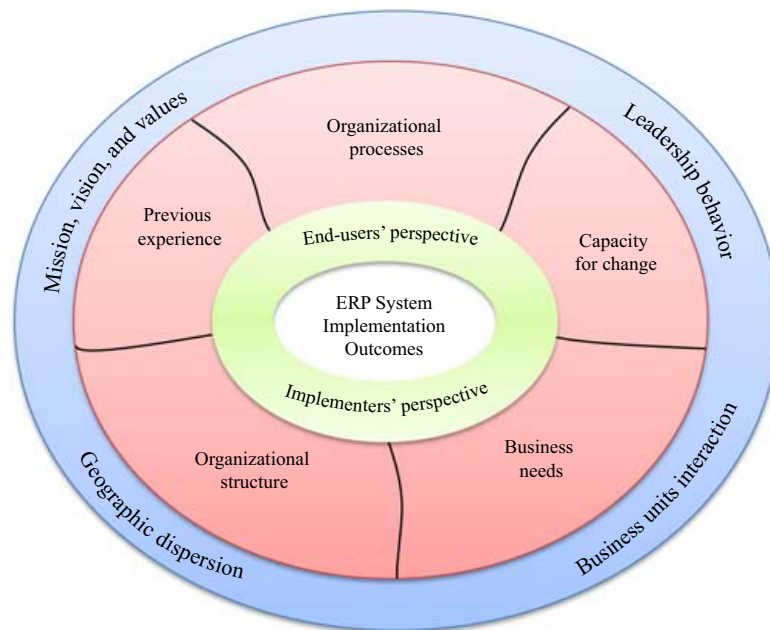 Mission, vision, and values
Leadership behavior
Organizational
processes
Previous
experience
Capacity
for change
End-users’ perspective
ERP System
Implementation
Outcomes
Implementers’ perspective
Organizational
structure
Business
needs
Geographic dispersion
Business units interaction